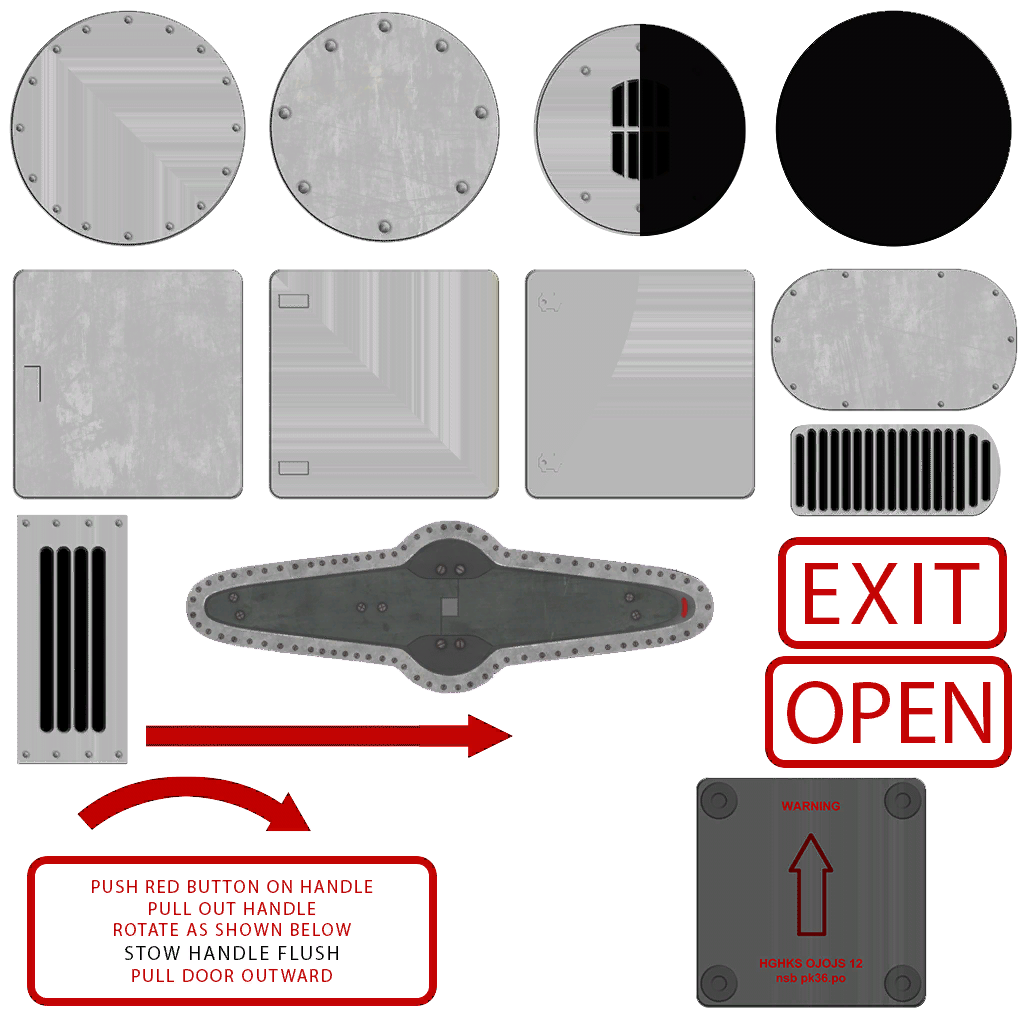 EXIT
OPEN
WARNING
HGHKS OJOJS 12
nsb pk36.po
PUSH RED BUTTON ON HANDLE
PULL OUT HANDLE
ROTATE AS SHOWN BELOW
STOW HANDLE FLUSH
PULL DOOR OUTWARD